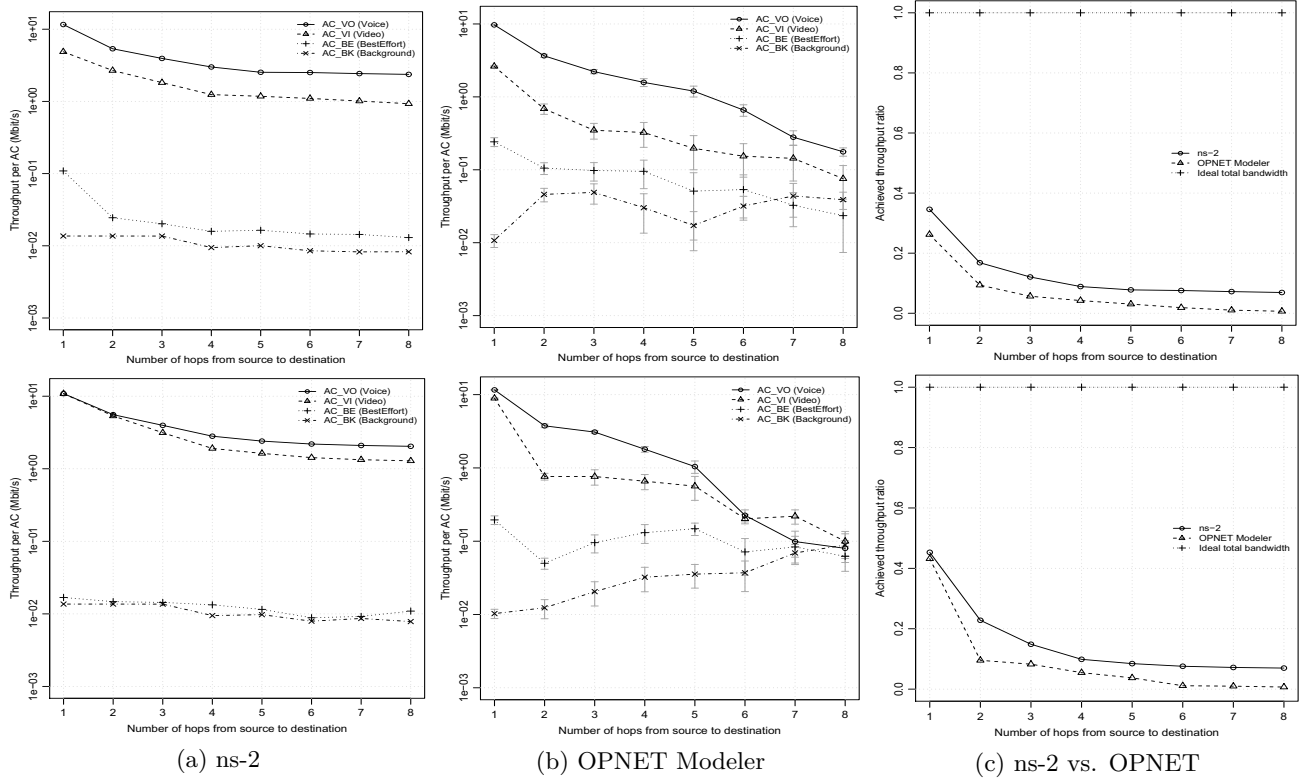 AC_VO (Voice)
AC_VI (Video)
AC_BE (BestEffort)
AC_BK (Background)
Throughput per AC (Mbit/s)
1e+01
1e+00
1e−01
1e−02
1e−03
1 2 3 4 5 6 7 8
Number of hops from source to destination
AC_VO (Voice)
AC_VI (Video)
AC_BE (BestEffort)
AC_BK (Background)
Throughput per AC (Mbit/s)
1e+01
1e+00
1e−01
1e−02
1e−03
1 2 3 4 5 6 7 8
Number of hops from source to destination
ns−2
OPNET Modeler
Ideal total bandwidth
Achieved throughput ratio
1.0
0.8
0.6
0.4
0.2
0.0
1 2 3 4 5 6 7 8
Number of hops from source to destination
AC_VO (Voice)
AC_VI (Video)
AC_BE (BestEffort)
AC_BK (Background)
Throughput per AC (Mbit/s)
1e+01
1e+00
1e−01
1e−02
1e−03
1 2 3 4 5 6 7 8
Number of hops from source to destination
AC_VO (Voice)
AC_VI (Video)
AC_BE (BestEffort)
AC_BK (Background)
Throughput per AC (Mbit/s)
1e+01
1e+00
1e−01
1e−02
1e−03
1 2 3 4 5 6 7 8
Number of hops from source to destination
ns−2
OPNET Modeler
Ideal total bandwidth
Achieved throughput ratio
1.0
0.8
0.6
0.4
0.2
0.0
1 2 3 4 5 6 7 8
Number of hops from source to destination
(a) ns-2
(b) OPNET Modeler
(c) ns-2 vs. OPNET